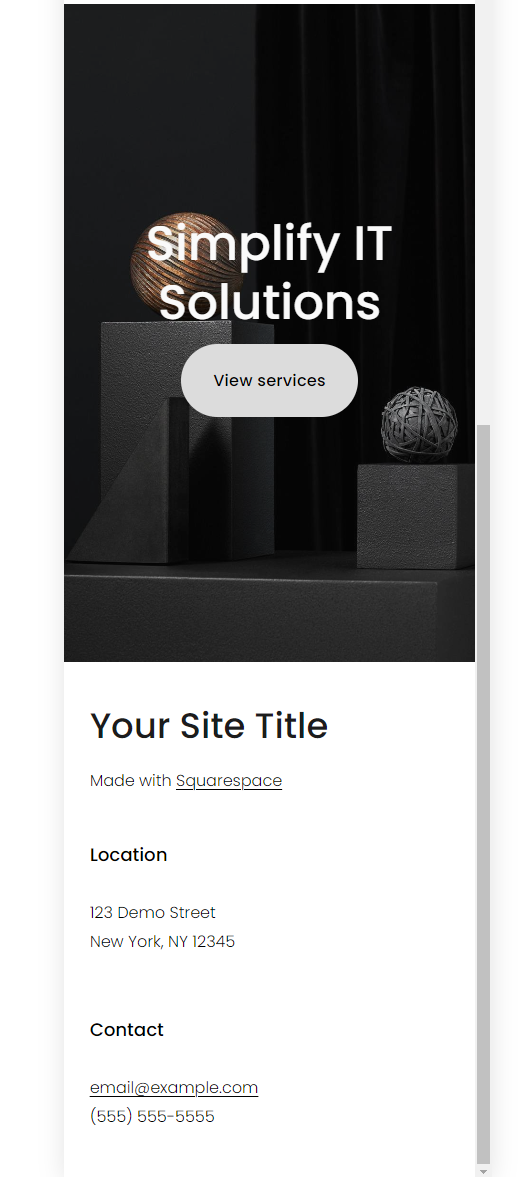 Simplify IT
Solutions
View services
Your Site Title
Made with Squarespace
Location
123 Demo Street
New York, NY 12345
Contact
email@example.com
(555) 555-5555